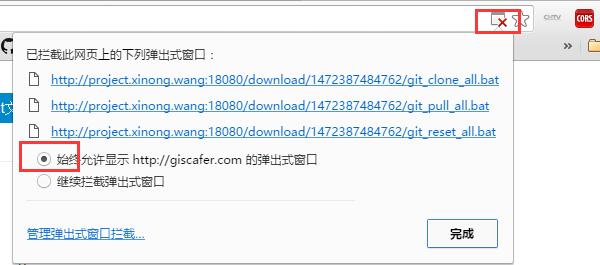 CHTV
CORS
»
已拦截此网页上的下列弹出式窗口：
http://project.xinong.wang:18080/download/1472387484762/git_clone_all.bat
http://project.xinong.wang:18080/download/1472387484762/git_pull_all.bat
http://project.xinong.wang:18080/download/1472387484762/git_reset_all.bat
始终允许显示 http://giscafer.com 的弹出式窗口
继续拦截弹出式窗口
管理弹出式窗口拦截...
完成